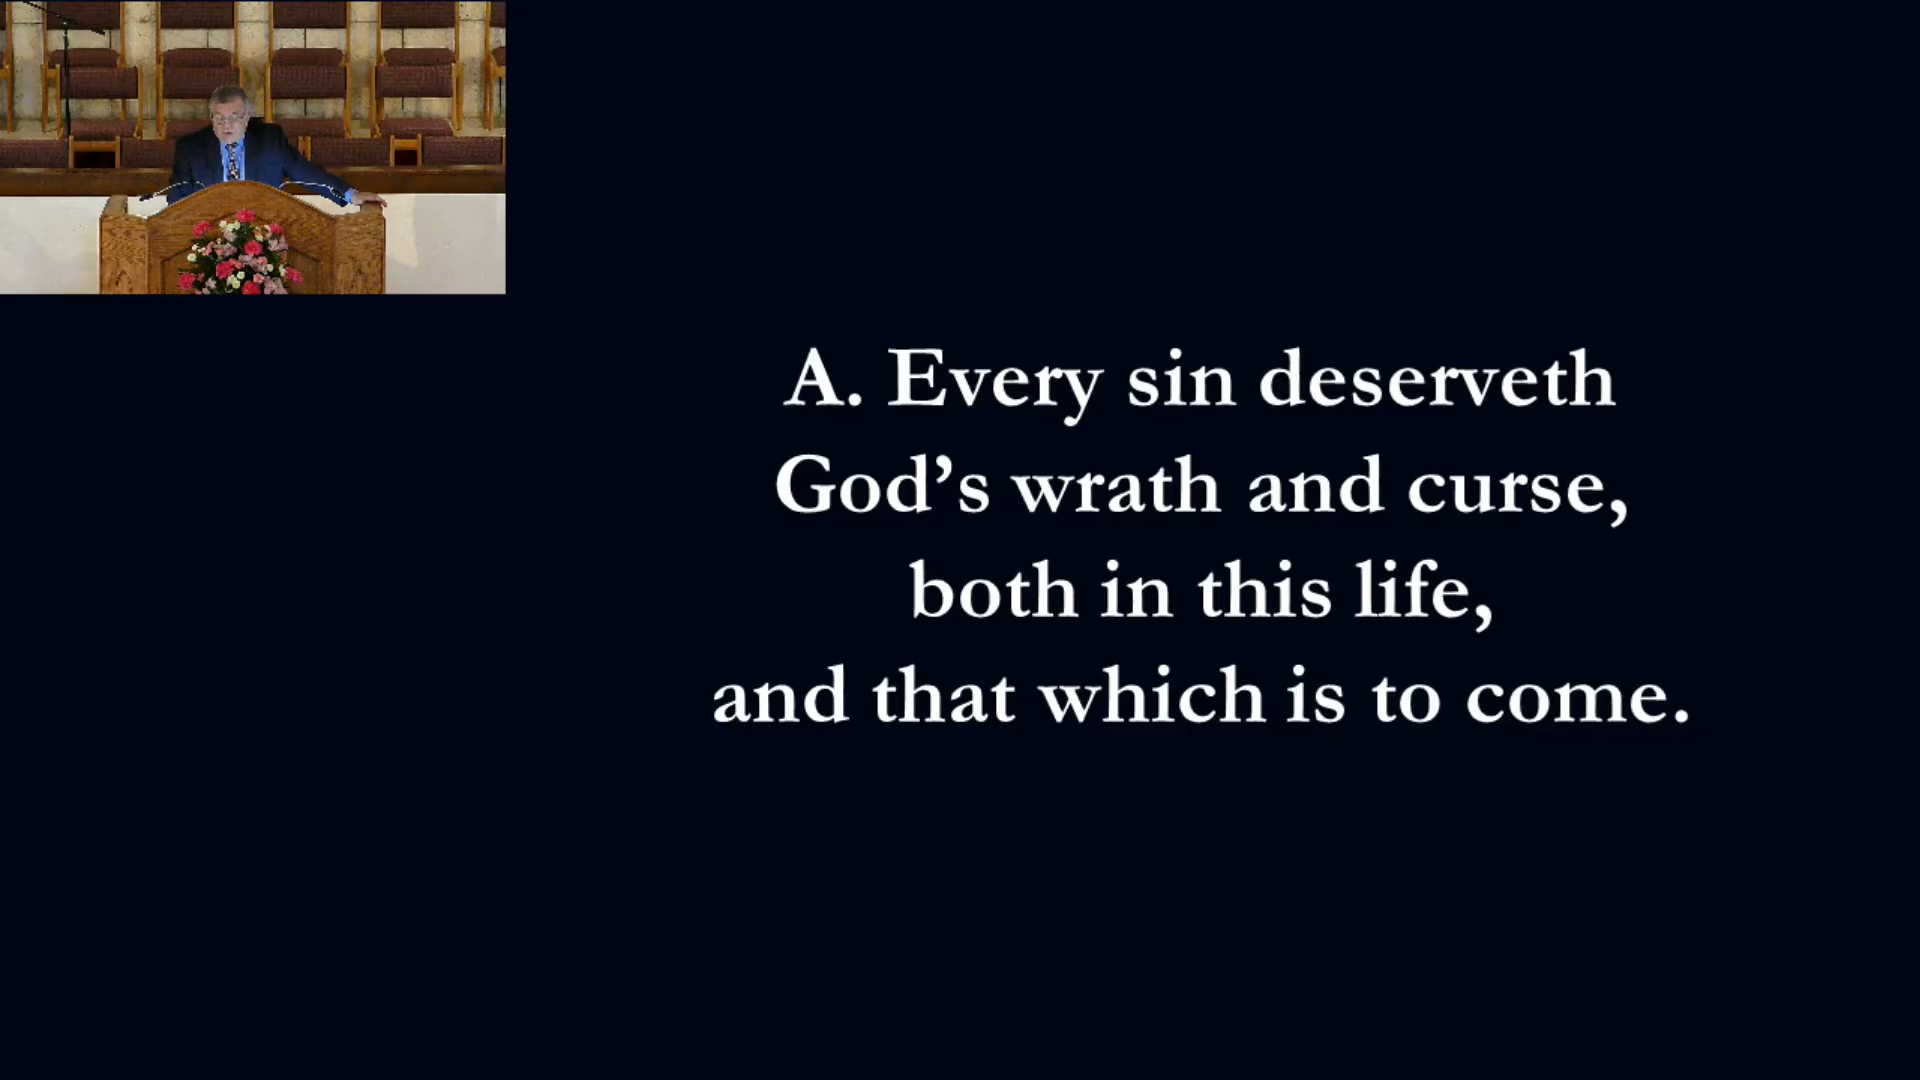 A. Every sin deserveth
God’s wrath and curse,
both in this life,
and that which is to come.